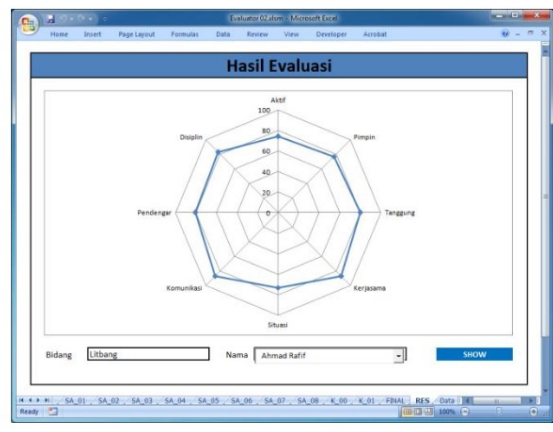 Evaluator 02.xlsm - Microsoft Excel
Home Insert Page Layout Formulas Data Review View Developer Acrobat
Hasil Evaluasi
Aktif
100
80
60
40
20
0
Disiplin
Pimpin
Pendengar
Tanggung
Komunikasi
Kerjasama
Situasi
Bidang Litbang Nama Ahmad Rafif SHOW
SA_01 SA_02 SA_03 SA_04 SA_05 SA_06 SA_07 SA_08 K_00 K_01 FINAL RES Data
Ready 100%